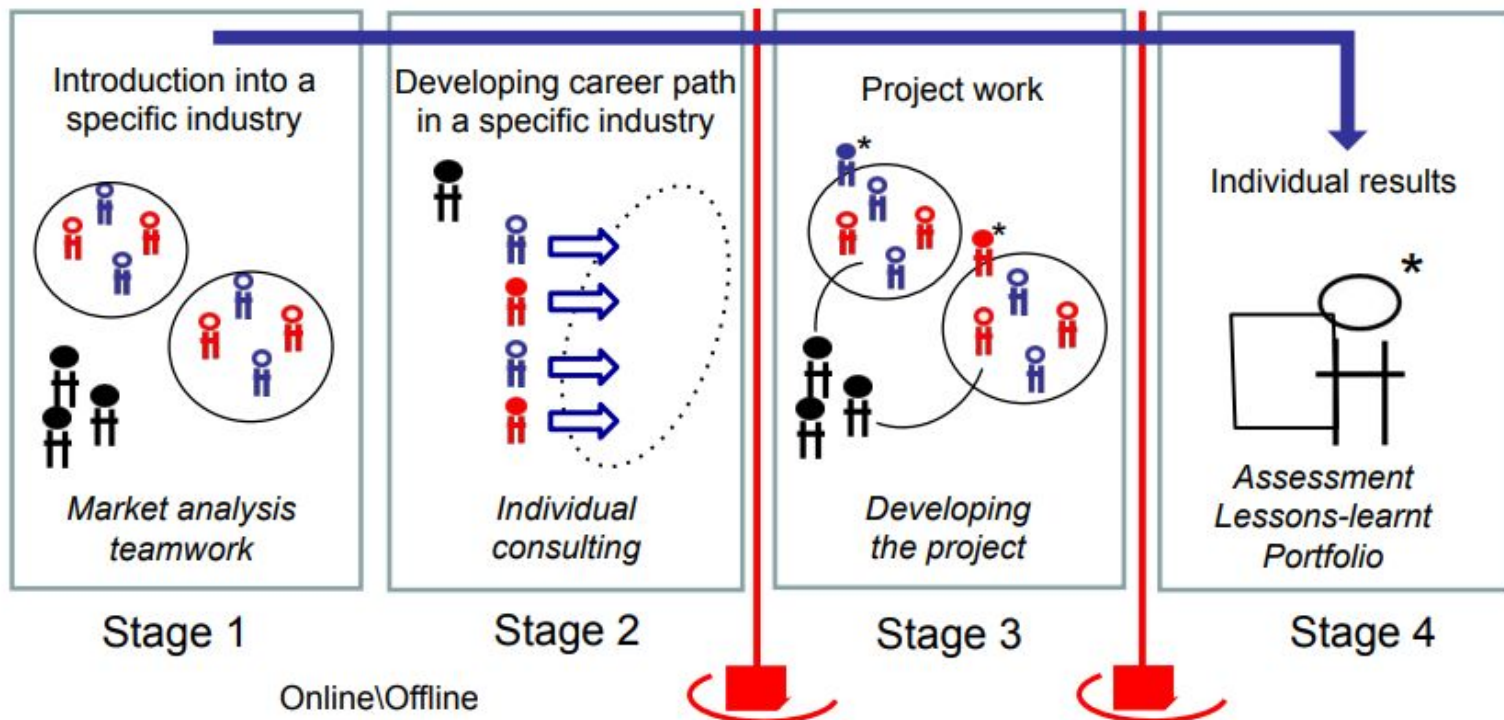 Introduction into a
specific industry
Market analysis
teamwork
Stage 1
Developing career path
in a specific industry
Individual
consulting
Stage 2
Project work
*
*
Developing
the project
Stage 3
Individual results
*
Assessment
Lessons-learnt
Portfolio
Stage 4
Online\Offline